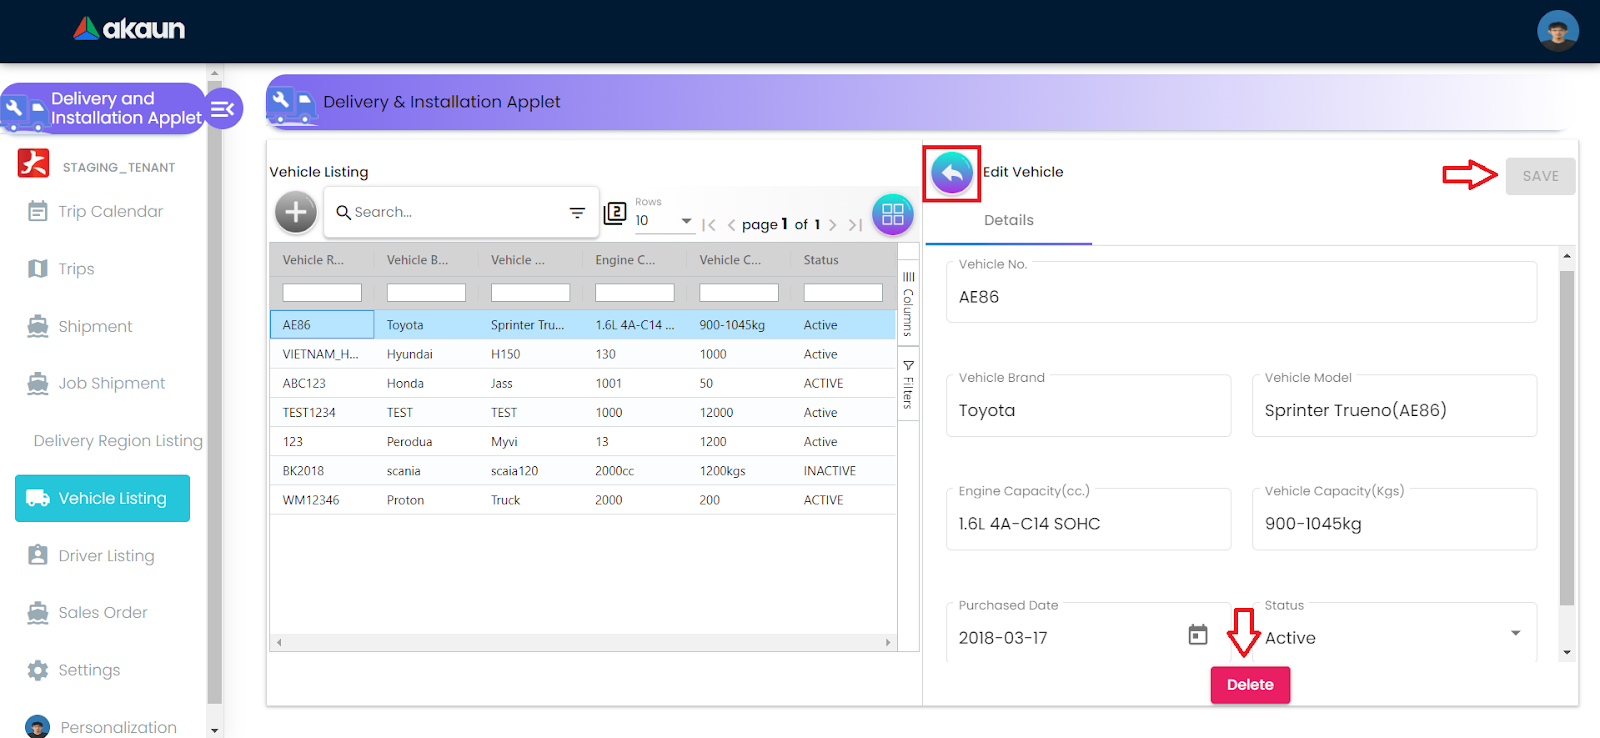 akaun
Delivery and
Installation Applet
STAGING_TENANT
Trip Calendar
Trips
Shipment
Job Shipment
Delivery Region Listing
Vehicle Listing
Driver Listing
Sales Order
Settings
Personalization
Delivery & Installation Applet
Vehicle Listing
Search...
2
Rows
10
page 1 of 1
Vehicle R... Vehicle B... Vehicle ... Engine C... Vehicle C... Status
AE86 Toyota Sprinter Tru... 1.6L 4A-C14 ... 900-1045kg Active
VIETNAM_H... Hyundai H150 130 1000 Active
ABC123 Honda Jass 1001 50 ACTIVE
TEST1234 TEST TEST 1000 12000 Active
123 Perodua Myvi 13 1200 Active
BK2018 scania scaia120 2000cc 1200kgs INACTIVE
WM12346 Proton Truck 2000 200 ACTIVE
Columns
Filters
Edit Vehicle
SAVE
Details
Vehicle No.
AE86
Vehicle Brand
Toyota
Vehicle Model
Sprinter Trueno(AE86)
Engine Capacity(cc.)
1.6L 4A-C14 SOHC
Vehicle Capacity(Kgs)
900-1045kg
Purchased Date
2018-03-17
Status
Active
Delete